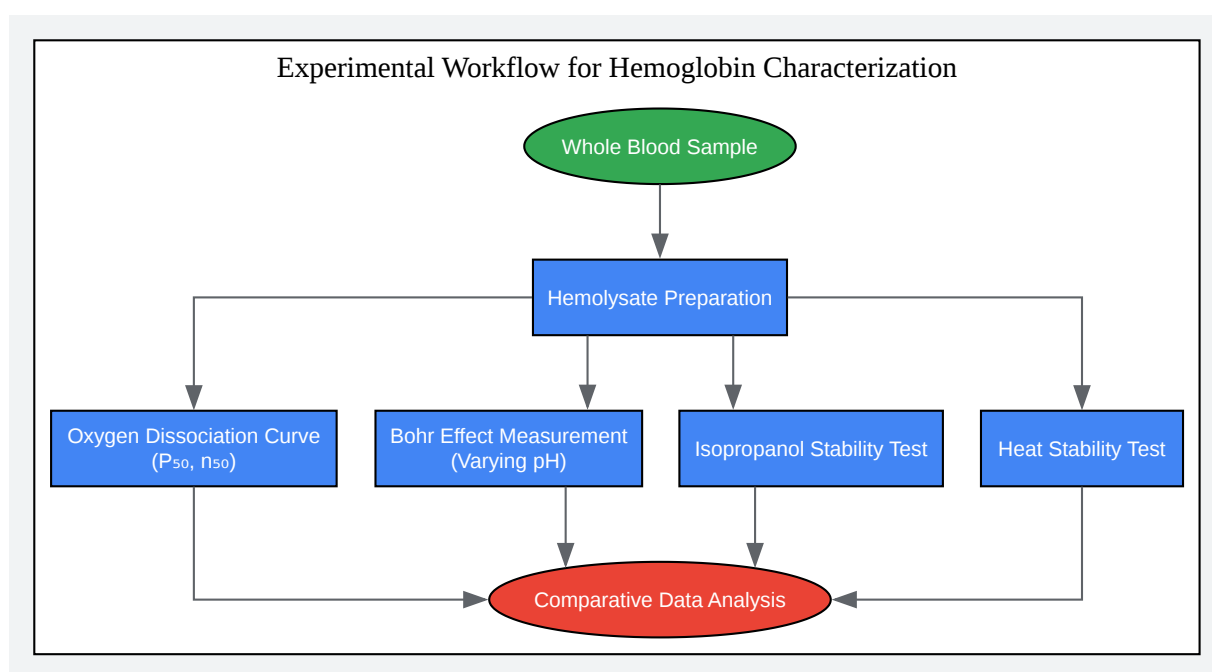 Experimental Workflow for Hemoglobin Characterization
Whole Blood Sample
Hemolysate Preparation
Oxygen Dissociation Curve
(P₅₀, n₅₀)
Bohr Effect Measurement
(Varying pH)
Isopropanol Stability Test
Heat Stability Test
Comparative Data Analysis